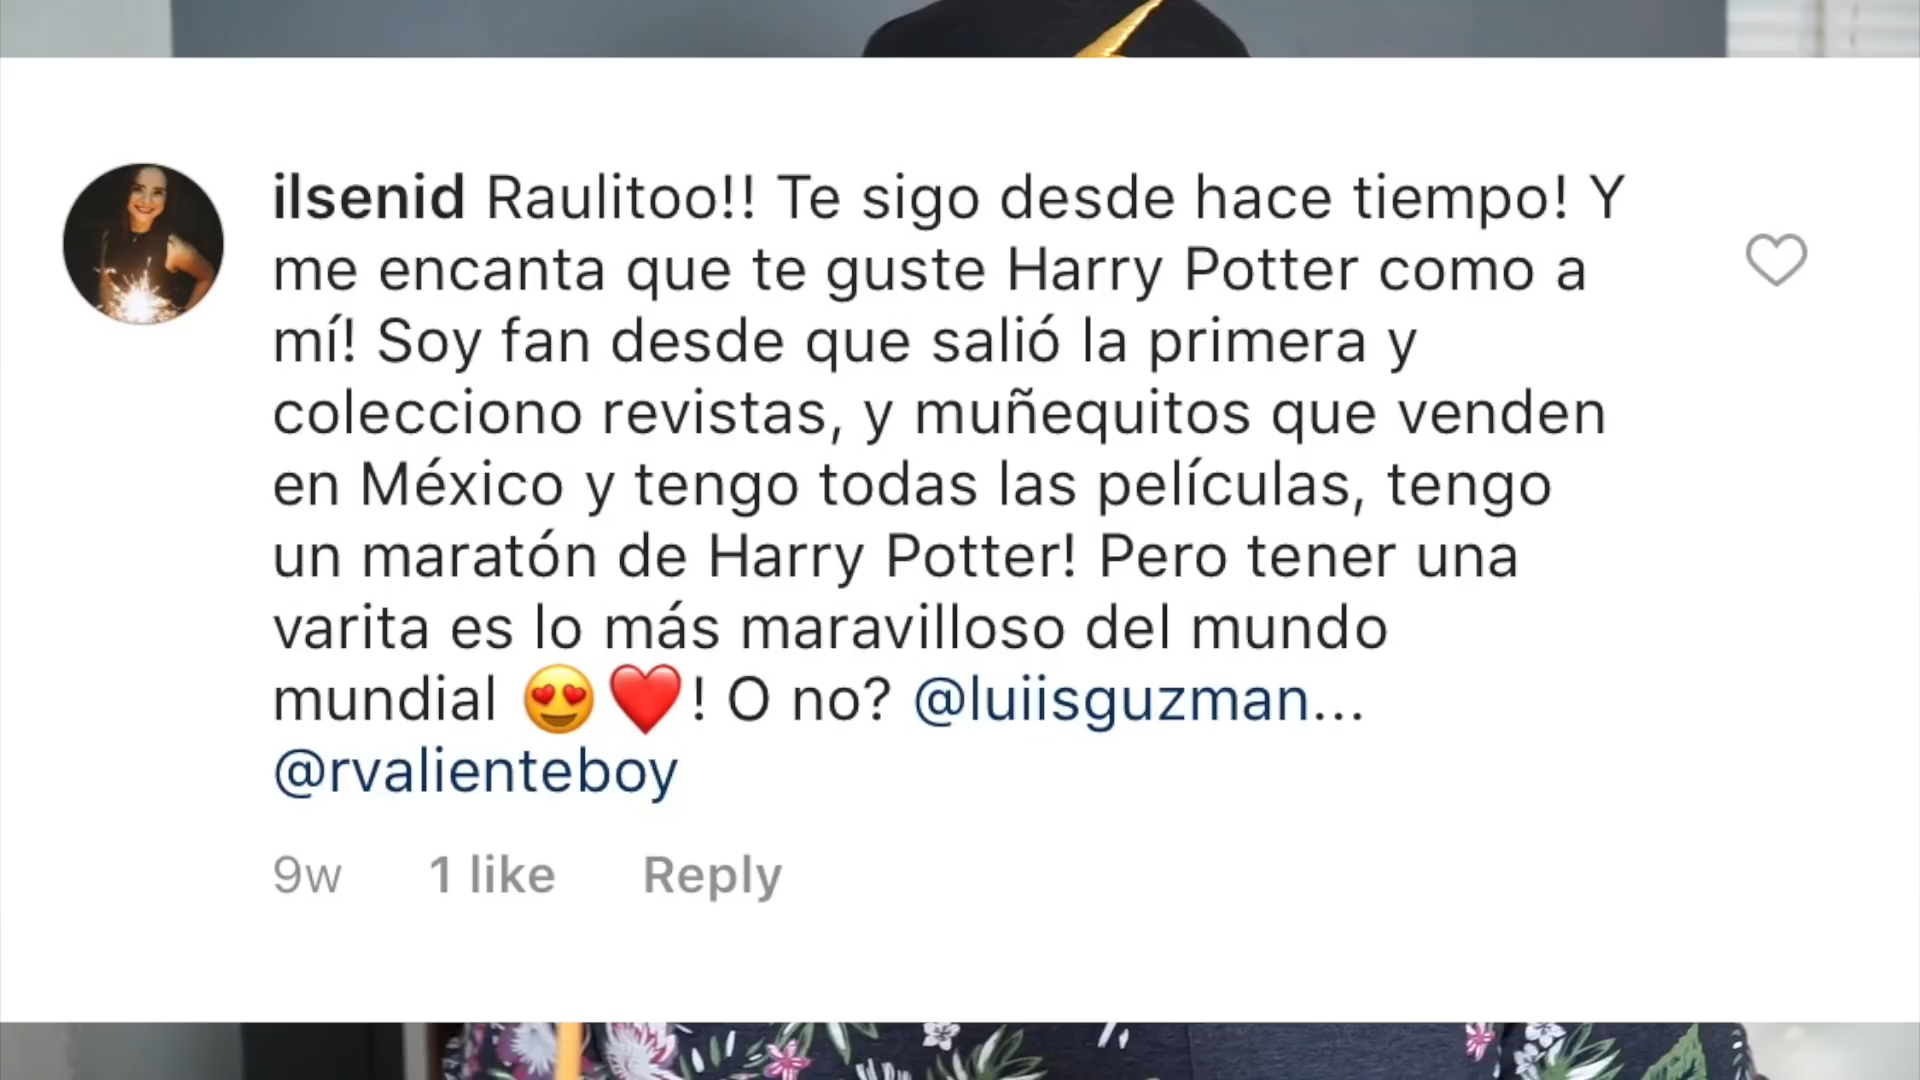 ilsenid Raulitoo!! Te sigo desde hace tiempo! Y
me encanta que te guste Harry Potter como a
mí! Soy fan desde que salió la primera y
colecciono revistas, y muñequitos que venden
en México y tengo todas las películas, tengo
un maratón de Harry Potter! Pero tener una
varita es lo más maravilloso del mundo
mundial 😍❤️! O no? @luiisguzman...
@rvalienteboy
9w 1 like Reply